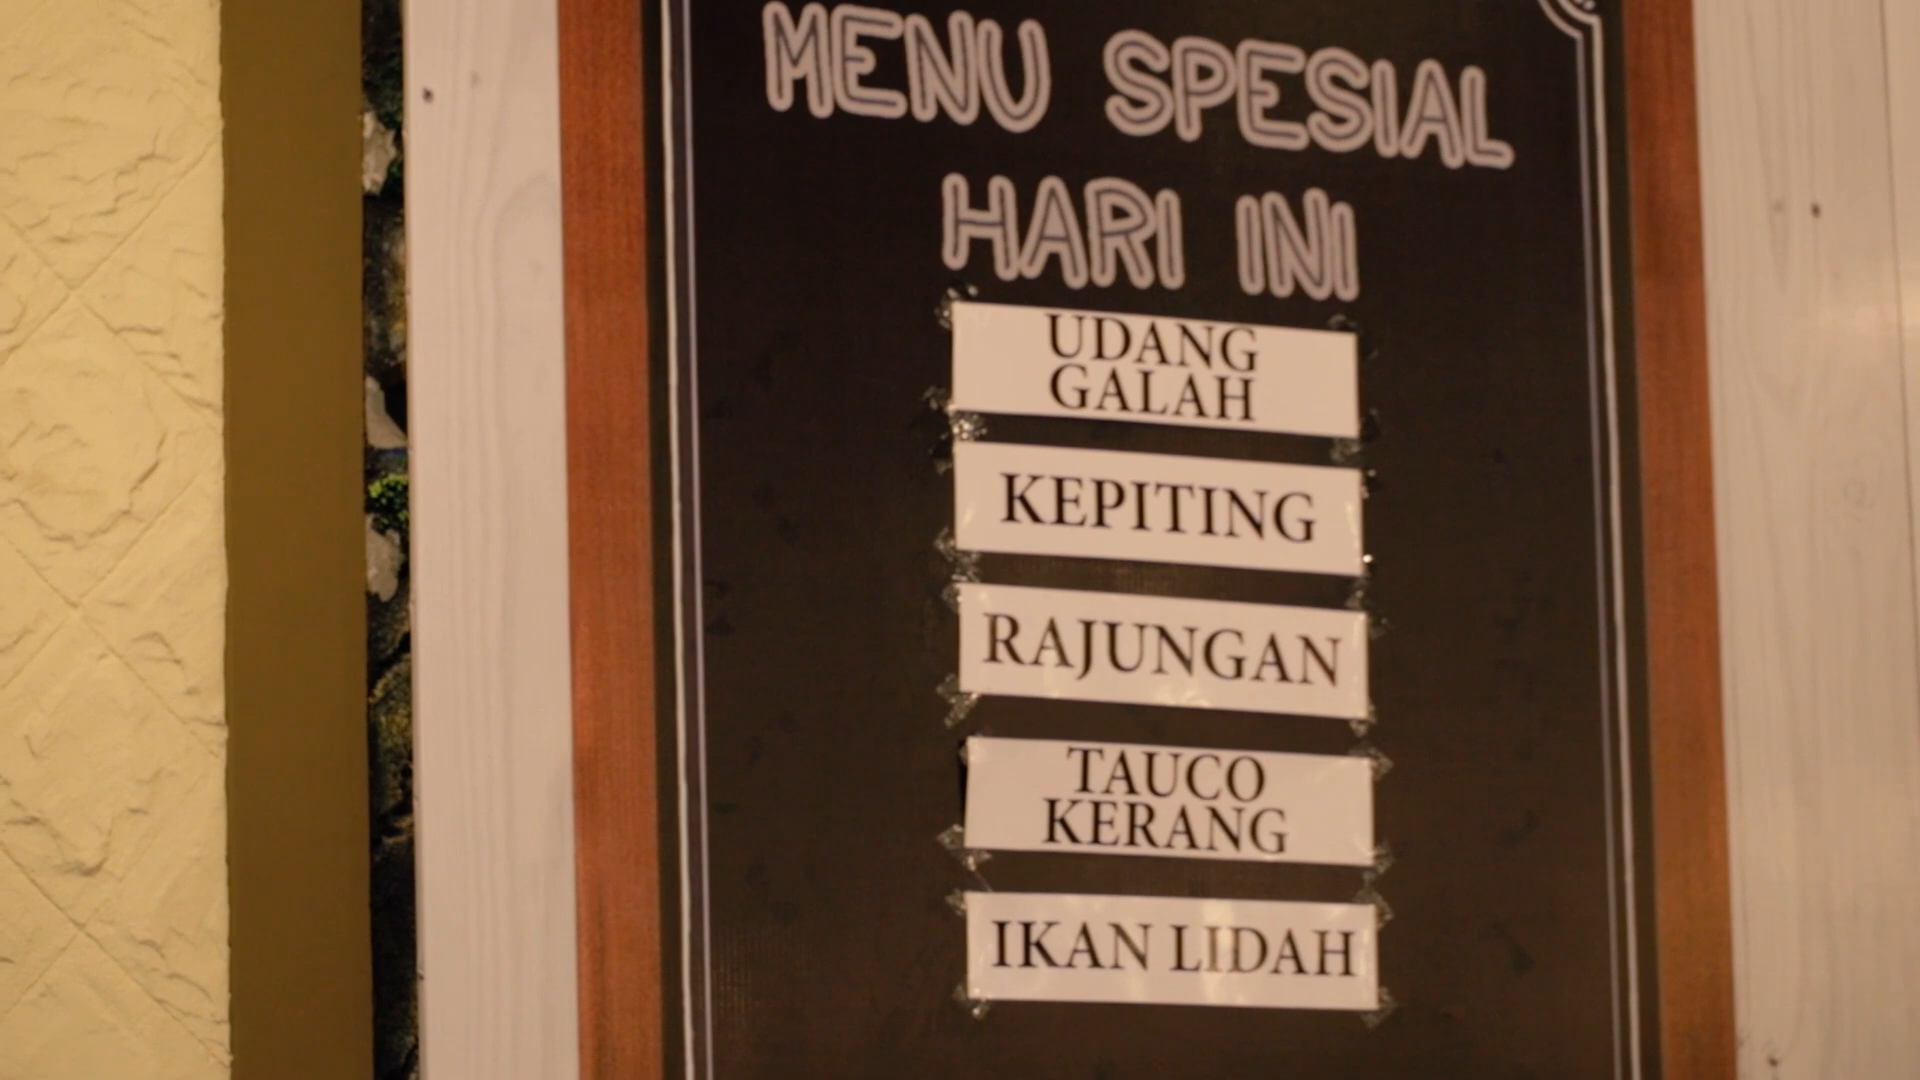 MENU SPESIAL
HARI INI
UDANG
GALAH
KEPITING
RAJUNGAN
TAUCO
KERANG
IKAN LIDAH